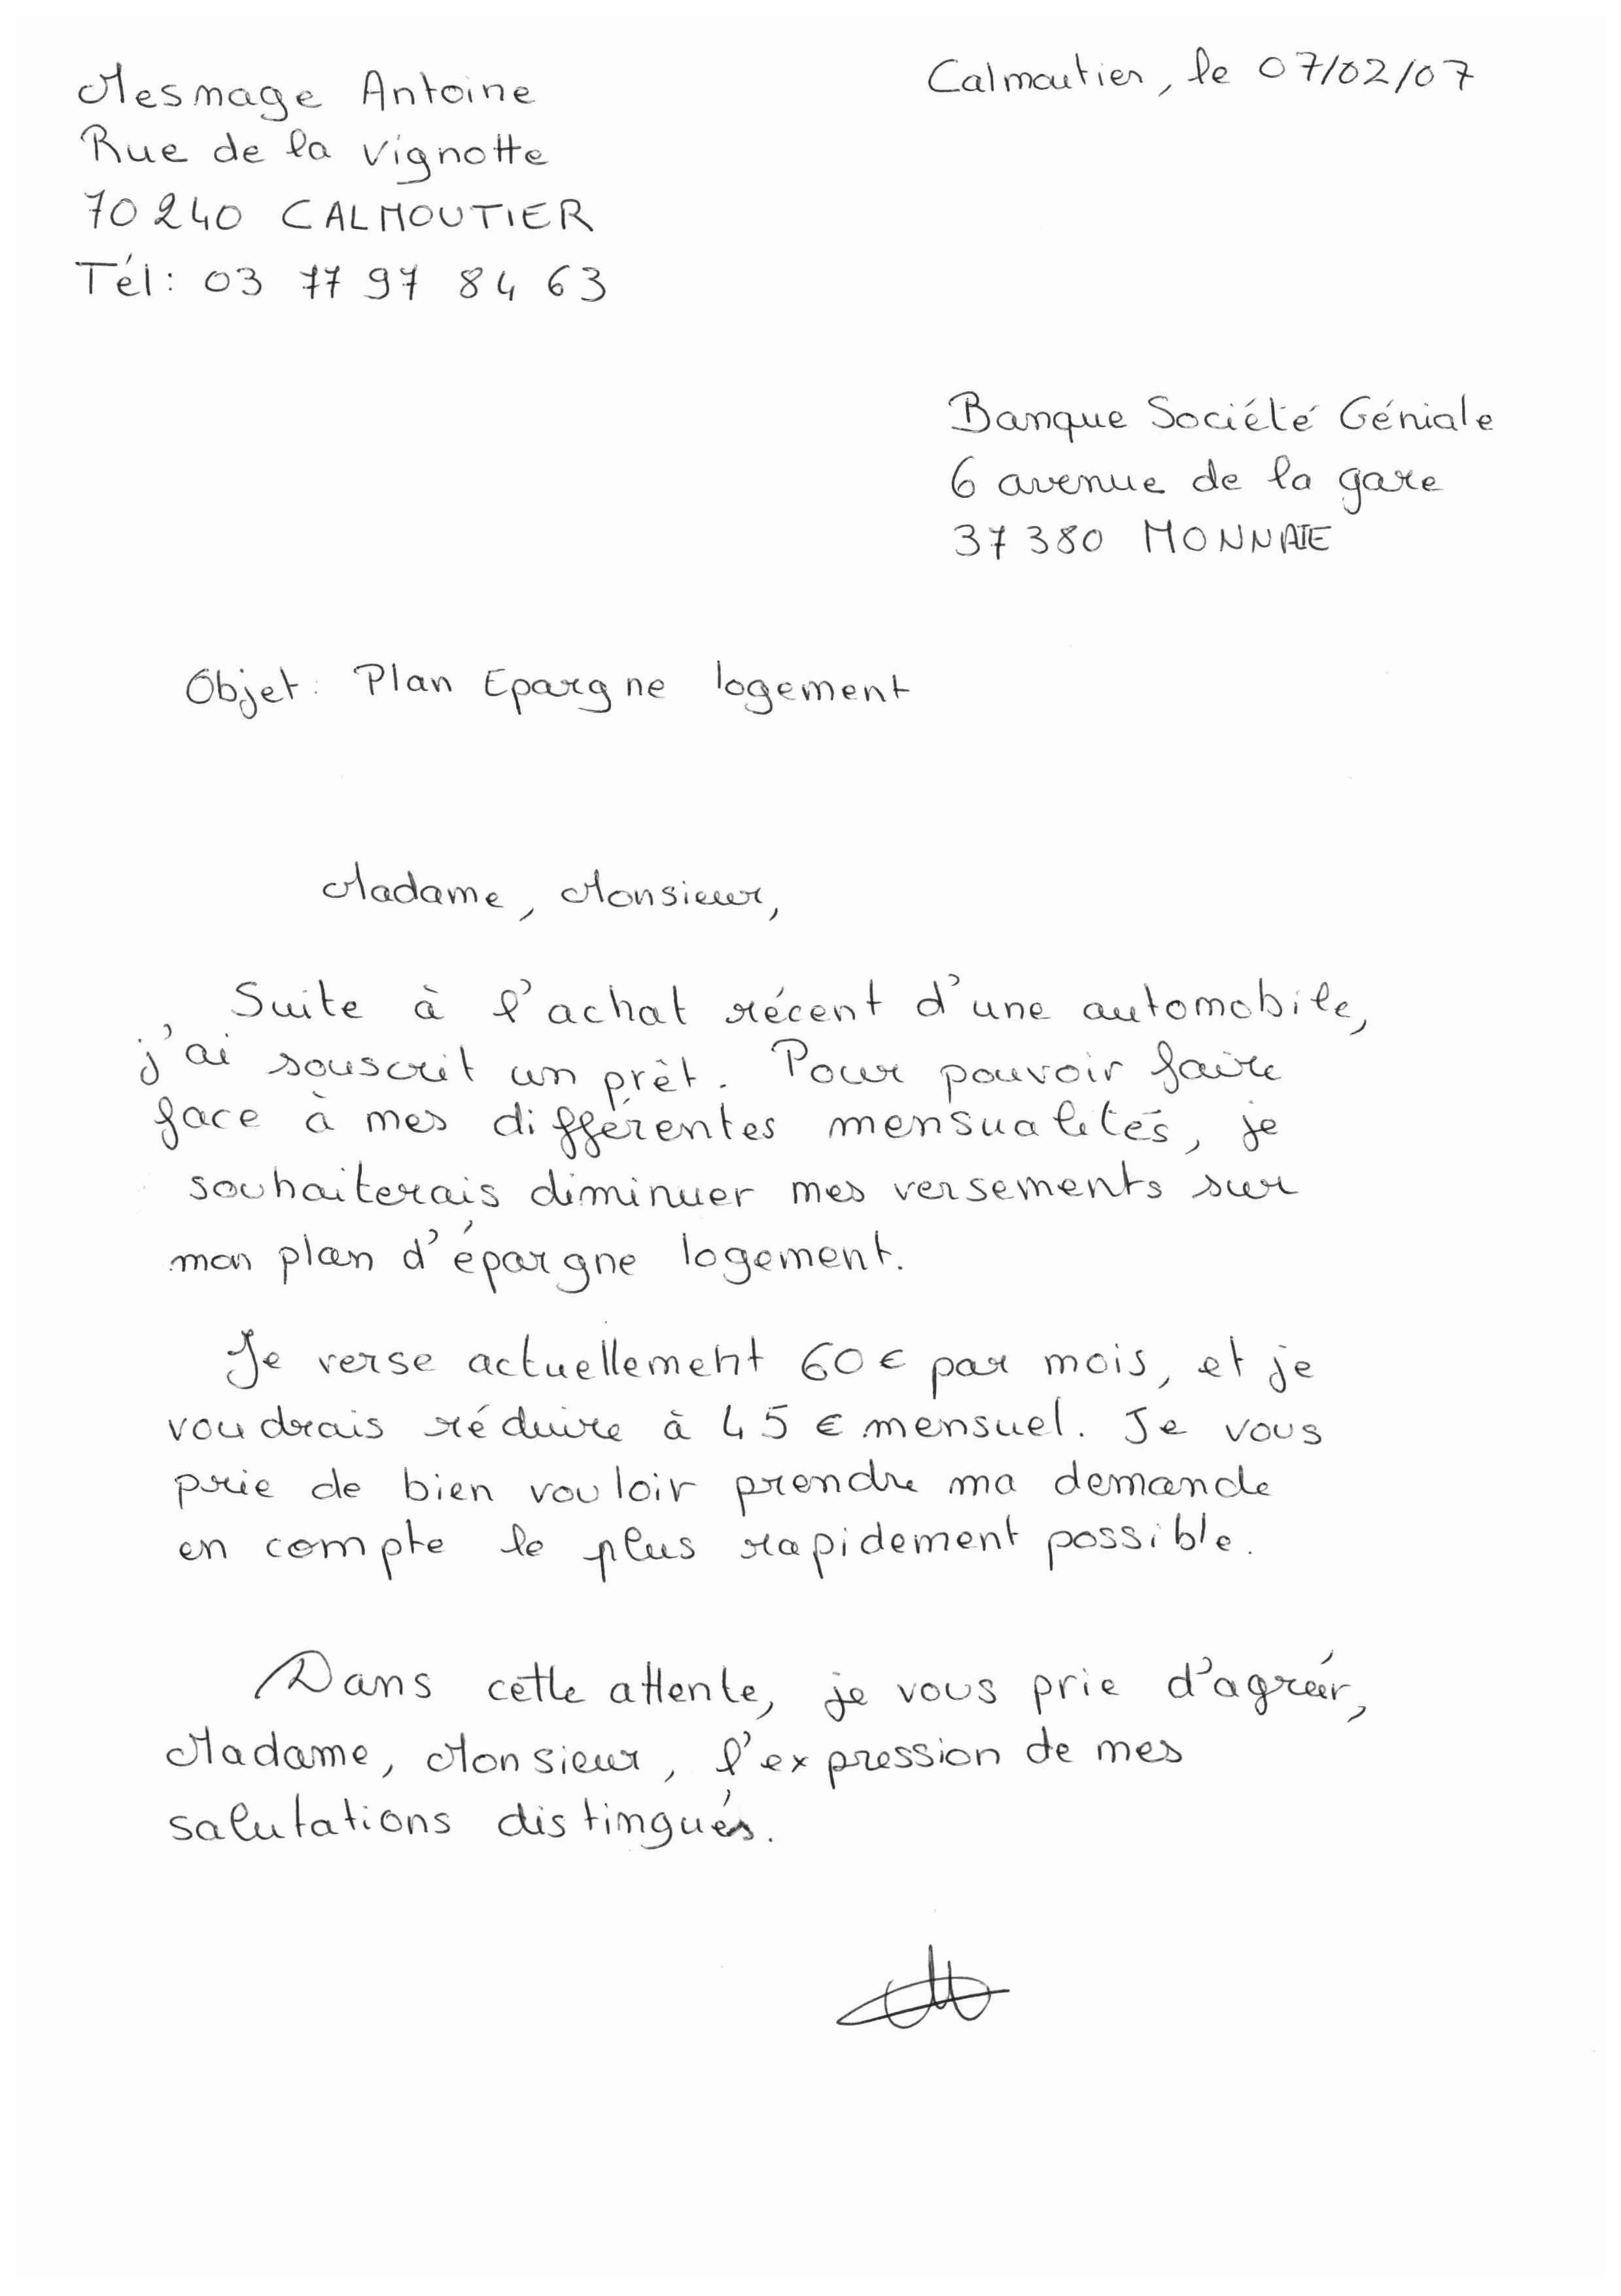 Mesmage Antoine
Calmoutier, le 07/02/07
Rue de la Vignotte
70240 CALMOUTIER
Tél: 03 77 97 84 63
Banque Société Géniale
6 avenue de la gare
37380 MONNAIE
Objet: Plan Epargne logement
Madame, Monsieur,
Suite à l'achat récent d'une automobile,
j'ai souscrit un prêt. Pour pouvoir faire
face à mes différentes mensualités, je
souhaiterais diminuer mes versements sur
mon plan d'épargne logement.
Je verse actuellement 60€ par mois, et je
voudrais réduire à 45 € mensuel. Je vous
prie de bien vouloir prendre ma demande
en compte le plus rapidement possible.
Dans cette attente, je vous prie d'agréer,
Madame, Monsieur, l'expression de mes
salutations distingués.